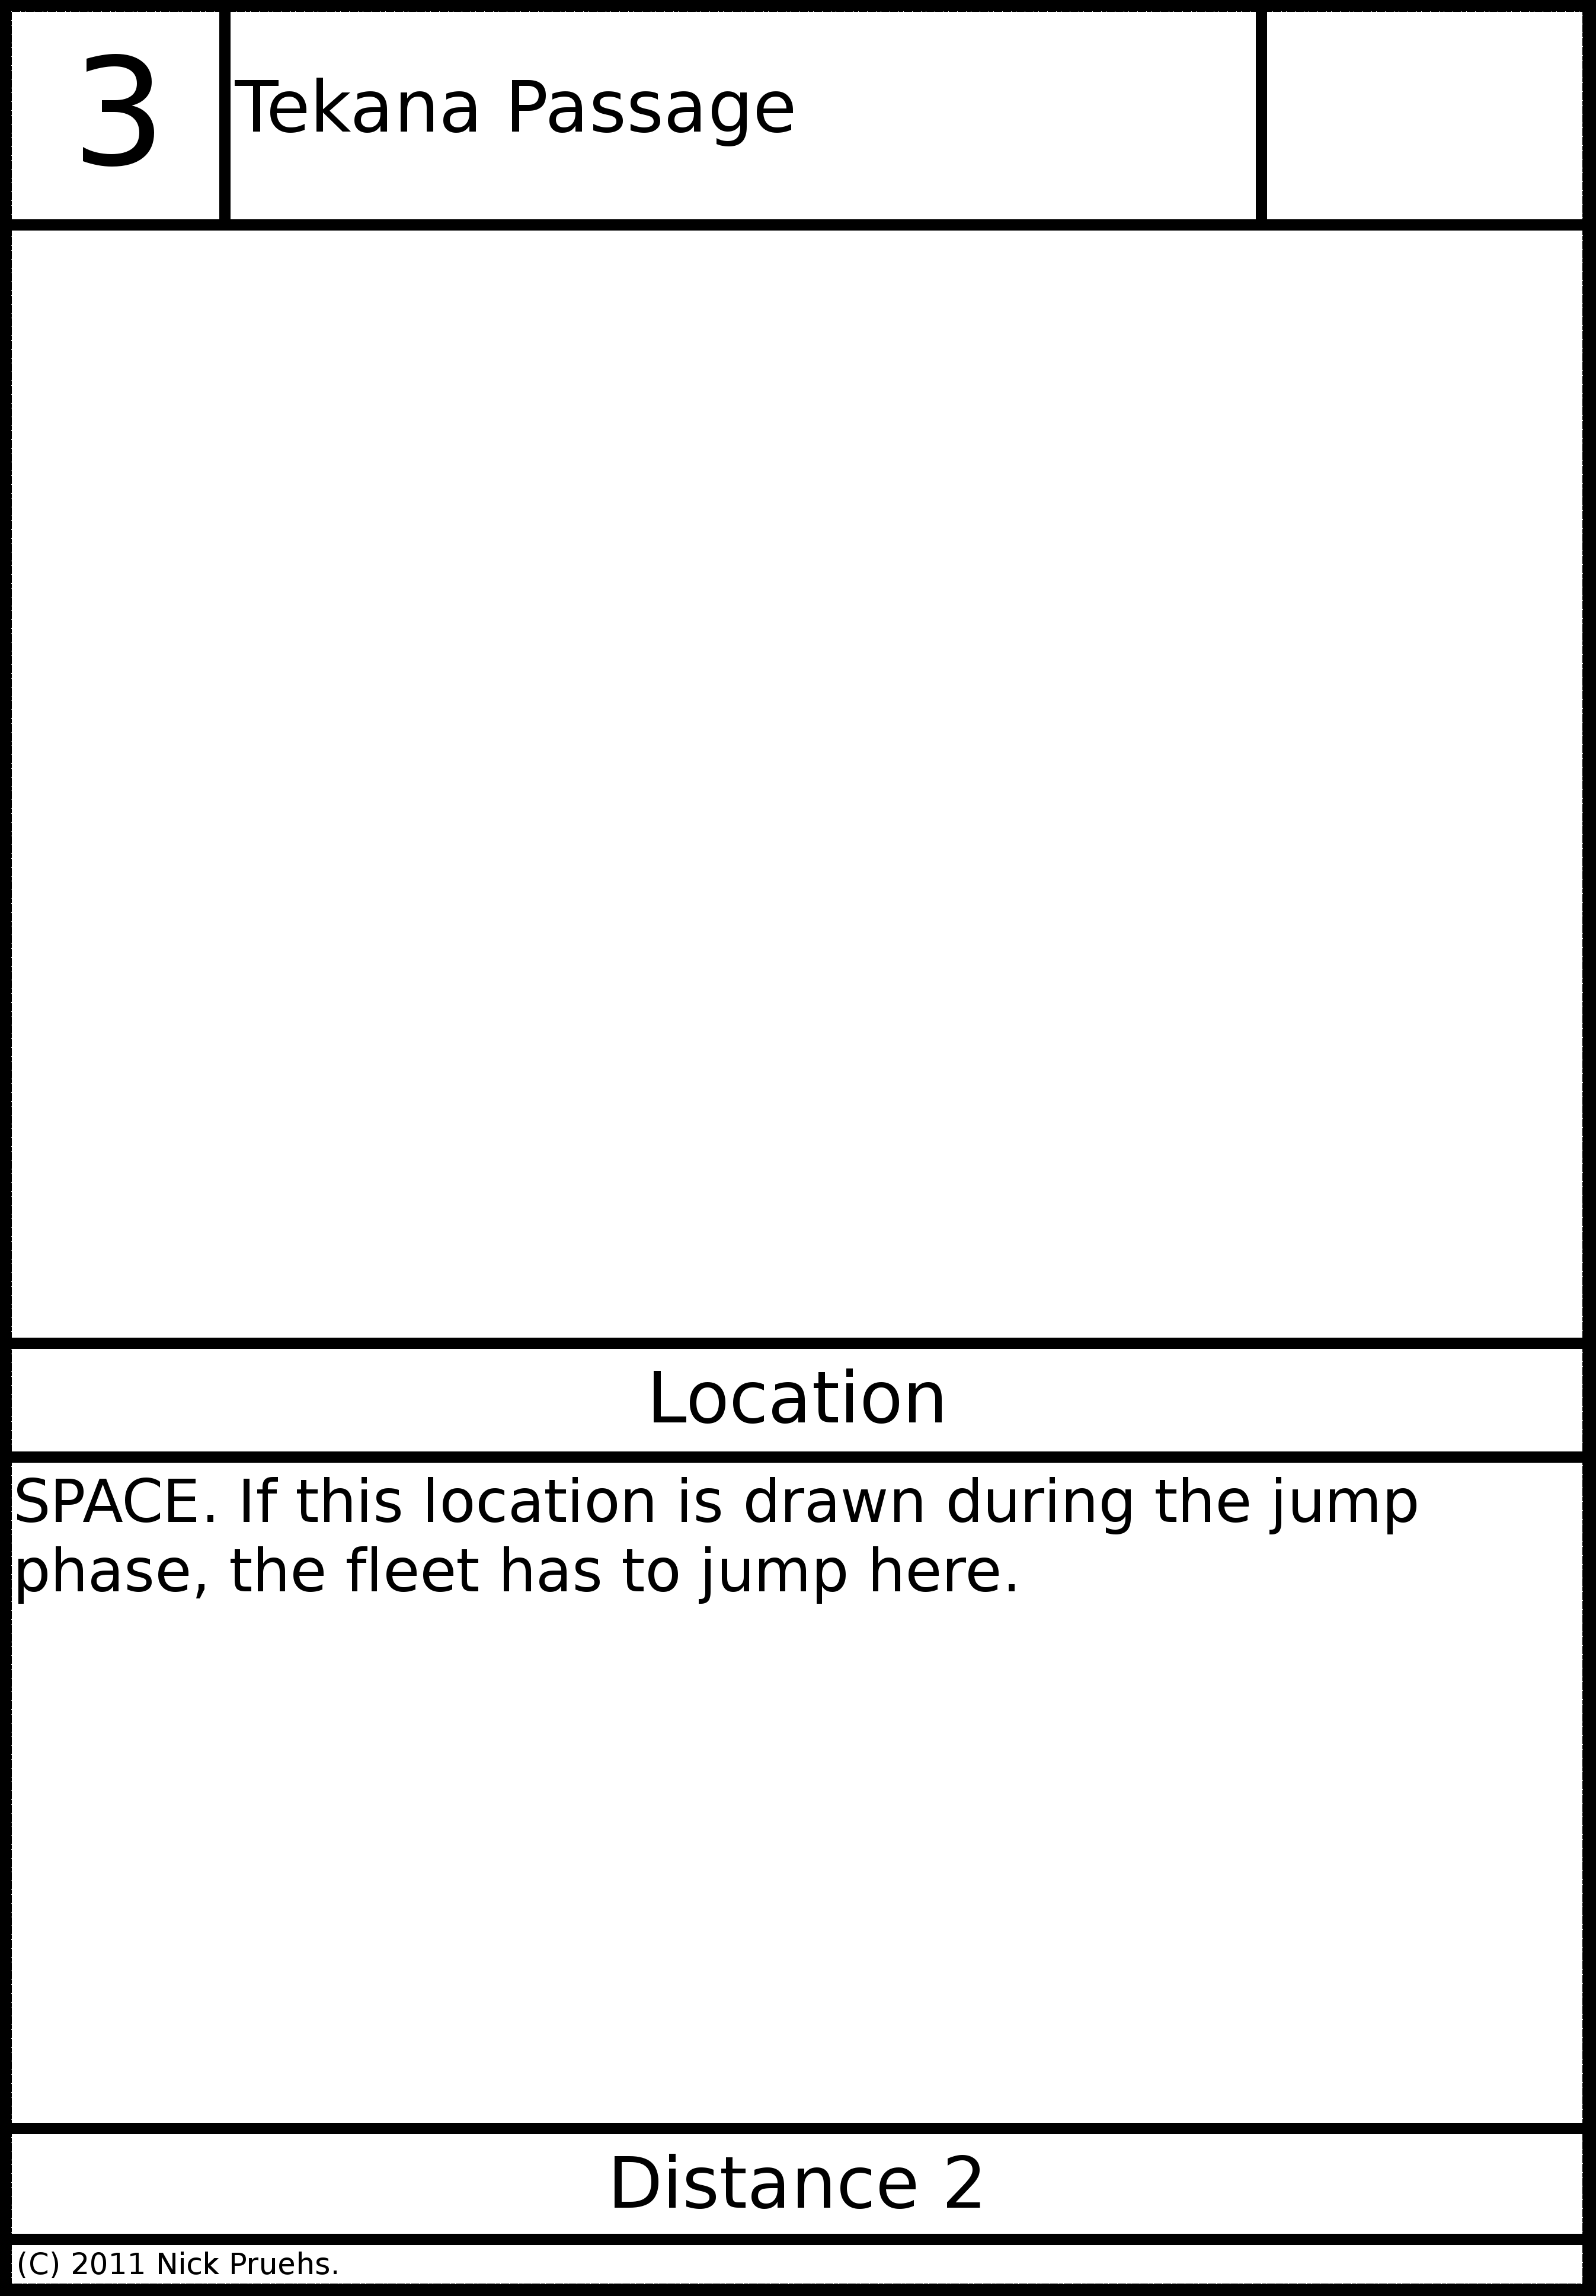 3
Tekana Passage
Location
SPACE. If this location is drawn during the jump
phase, the fleet has to jump here.
Distance 2
(C) 2011 Nick Pruehs.